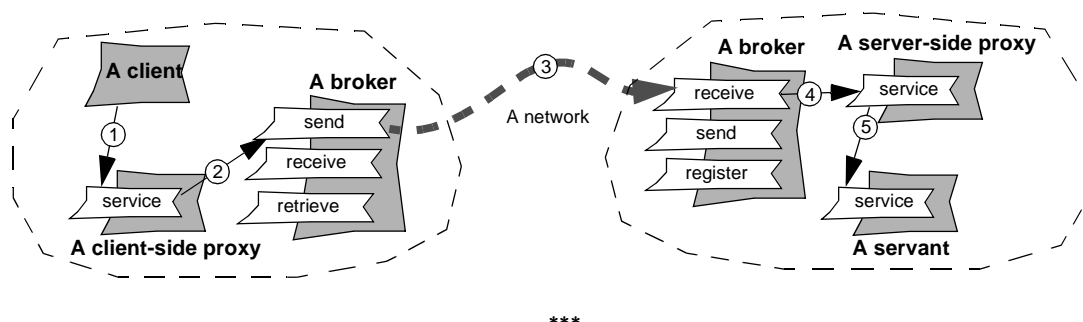 A client
1
service
A client-side proxy
2
A broker
send
receive
retrieve
3
A network
A broker
receive
send
register
4
A server-side proxy
service
5
service
A servant
***